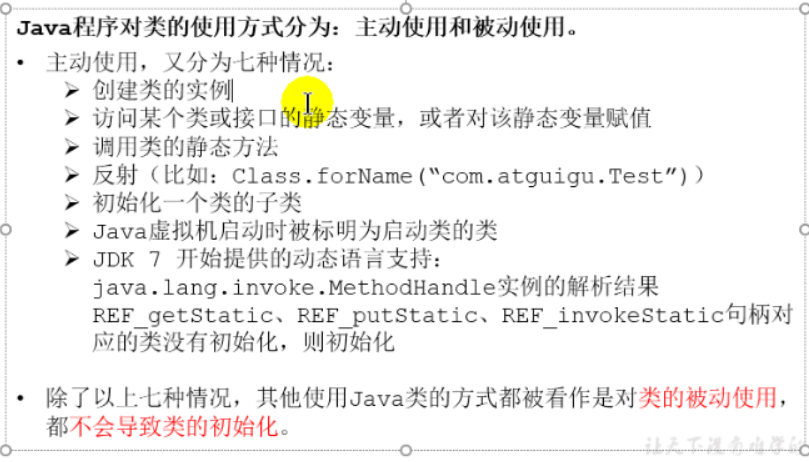 Java程序对类的使用方式分为：主动使用和被动使用。
• 主动使用，又分为七种情况：
➢ 创建类的实例
➢ 访问某个类或接口的静态变量，或者对该静态变量赋值
➢ 调用类的静态方法
➢ 反射（比如：Class.forName(“com.atguigu.Test”)）
➢ 初始化一个类的子类
➢ Java虚拟机启动时被标明为启动类的类
➢ JDK 7 开始提供的动态语言支持：
java.lang.invoke.MethodHandle实例的解析结果
REF_getStatic、REF_putStatic、REF_invokeStatic句柄对
应的类没有初始化，则初始化
• 除了以上七种情况，其他使用Java类的方式都被看作是对类的被动使用，
都不会导致类的初始化。
让天下没有难学的